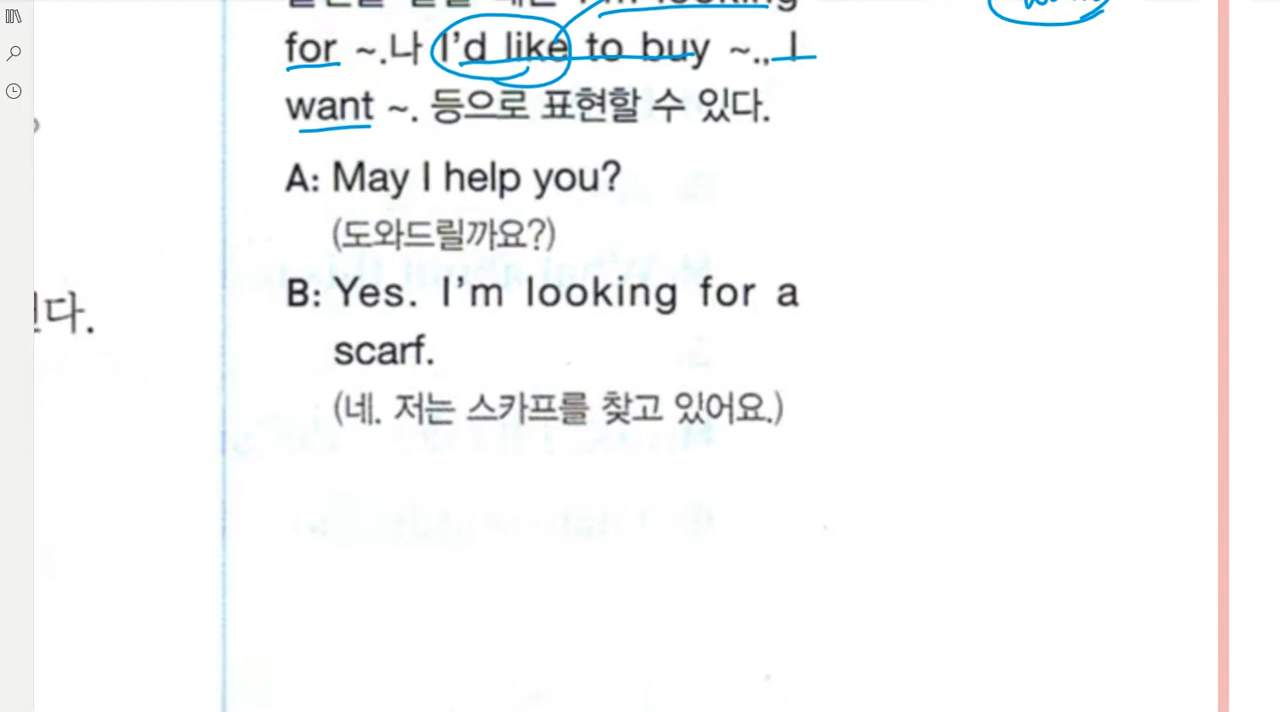 for ~.나 I'd like to buy ~., I
want ~. 등으로 표현할 수 있다.
A: May I help you?
(도와드릴까요?)
B: Yes. I'm looking for a
scarf.
(네. 저는 스카프를 찾고 있어요.)
다.